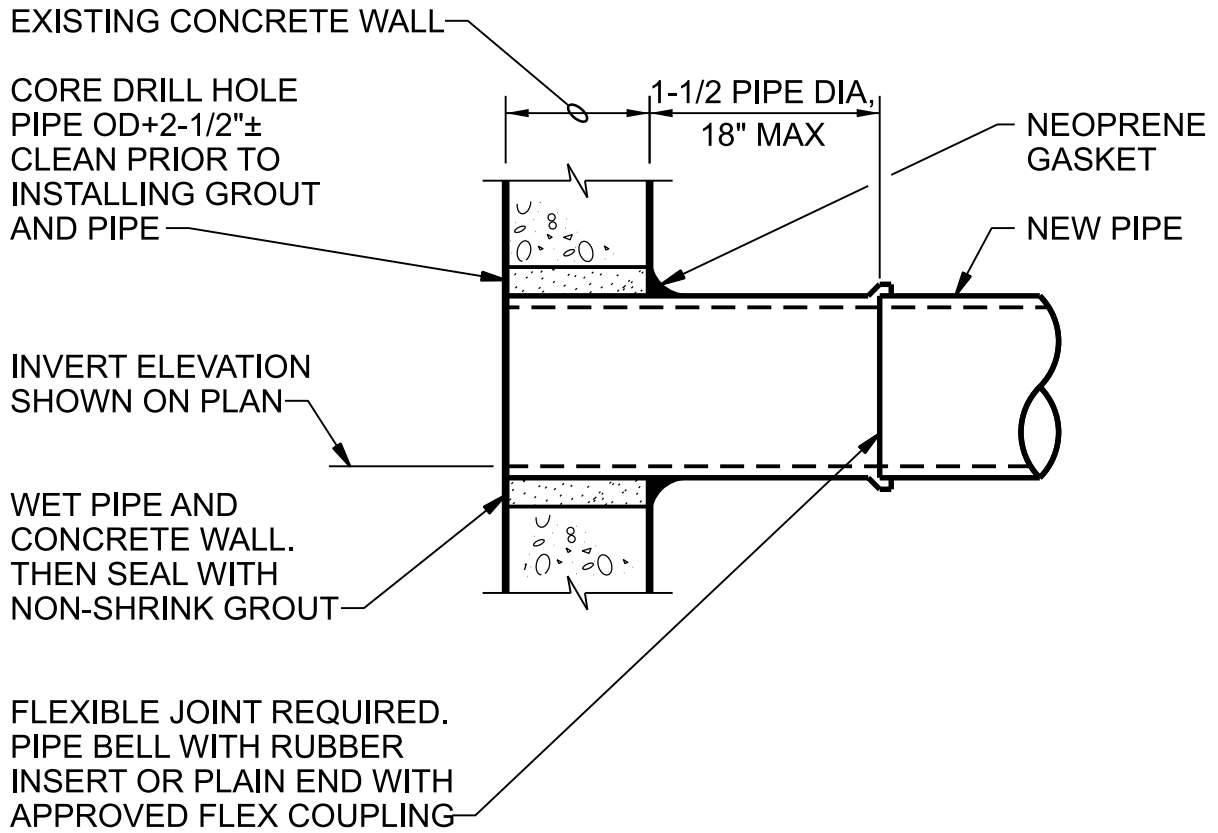 EXISTING CONCRETE WALL
CORE DRILL HOLE
PIPE OD+2-1/2"±
CLEAN PRIOR TO
INSTALLING GROUT
AND PIPE
1-1/2 PIPE DIA,
18" MAX
NEOPRENE
GASKET
NEW PIPE
INVERT ELEVATION
SHOWN ON PLAN
WET PIPE AND
CONCRETE WALL.
THEN SEAL WITH
NON-SHRINK GROUT
FLEXIBLE JOINT REQUIRED.
PIPE BELL WITH RUBBER
INSERT OR PLAIN END WITH
APPROVED FLEX COUPLING